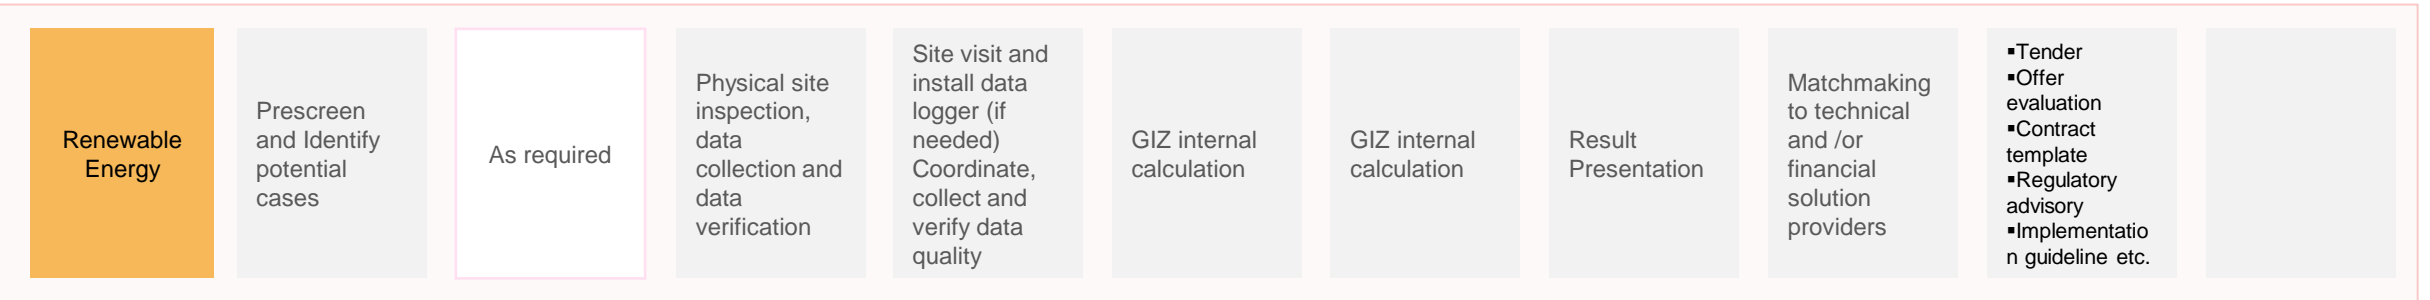 Renewable
Energy
Prescreen
and Identify
potential
cases
As required
Physical site
inspection,
data
collection and
data
verification
Site visit and
install data
logger (if
needed)
Coordinate,
collect and
verify data
quality
GIZ internal
calculation
GIZ internal
calculation
Result
Presentation
Matchmaking
to technical
and /or
financial
solution
providers
▪Tender
▪Offer
evaluation
▪Contract
template
▪Regulatory
advisory
▪Implementatio
n guideline etc.